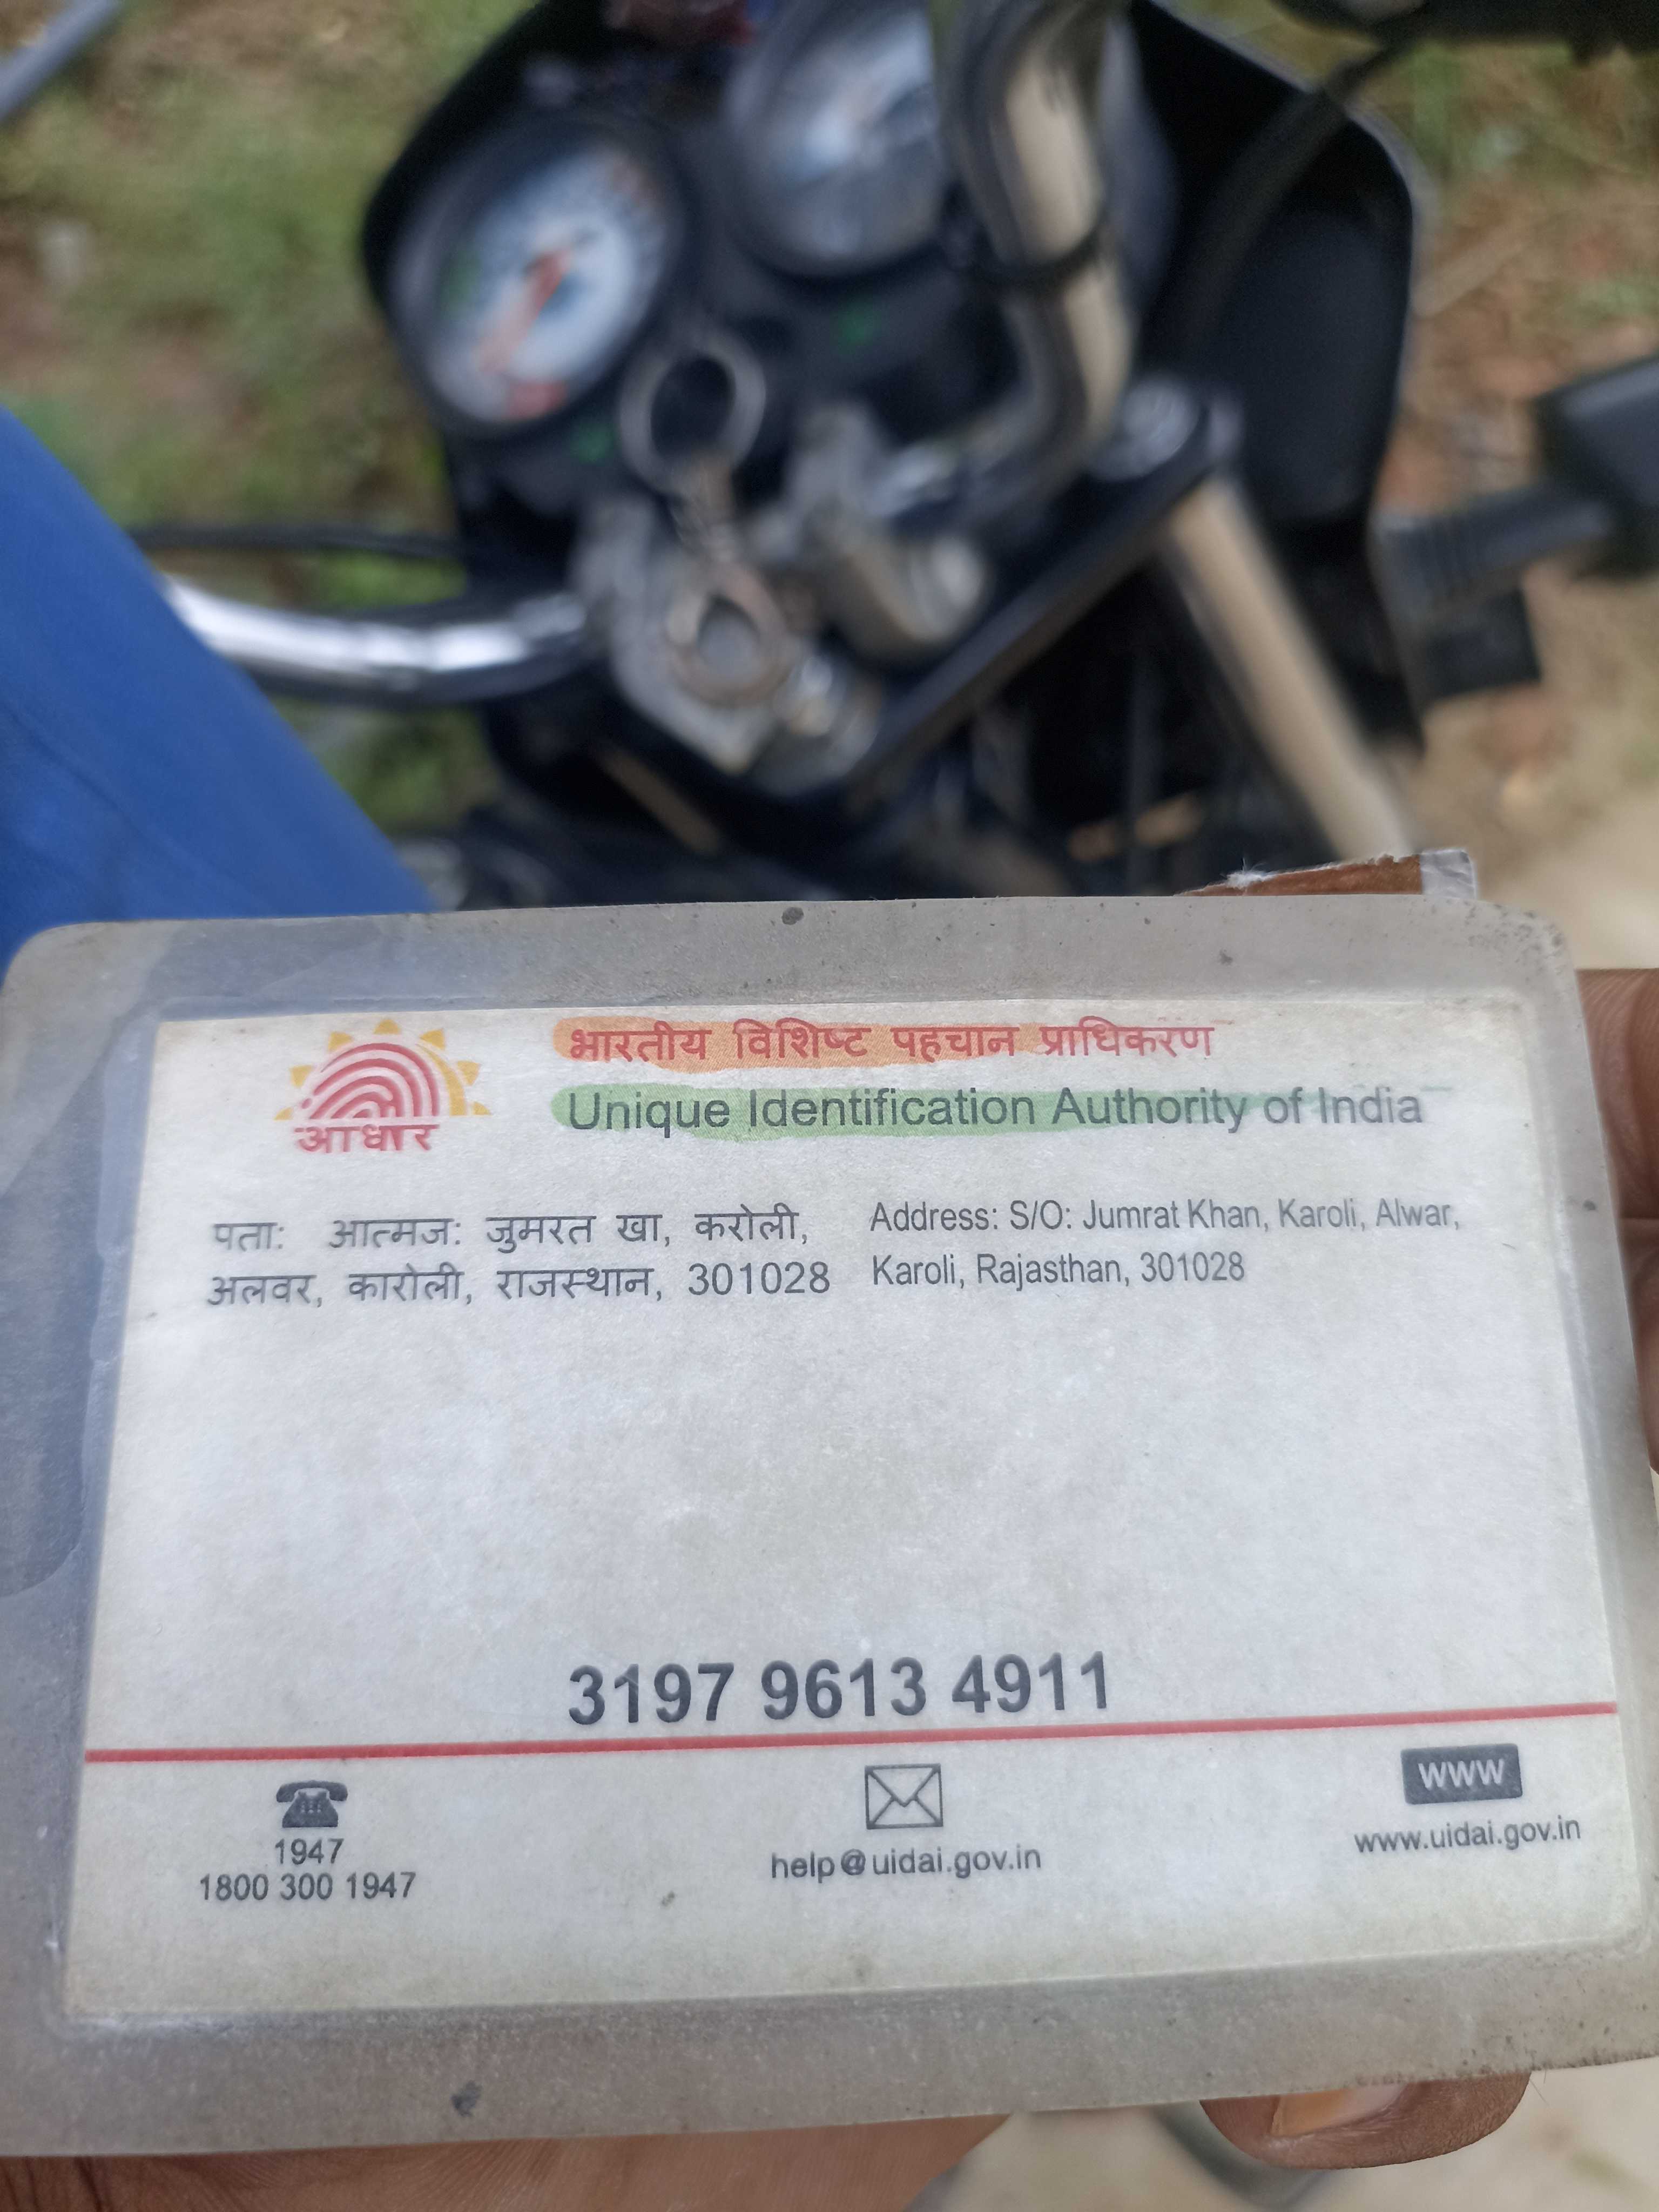 आधार
भारतीय विशिष्ट पहचान प्राधिकरण
Unique Identification Authority of India
पता: आत्मज: जुमरत खा, करोली,
अलवर, कारोली, राजस्थान, 301028
Address: S/O: Jumrat Khan, Karoli, Alwar,
Karoli, Rajasthan, 301028
3197 9613 4911
1947
1800 300 1947
help@uidai.gov.in
WWW
www.uidai.gov.in